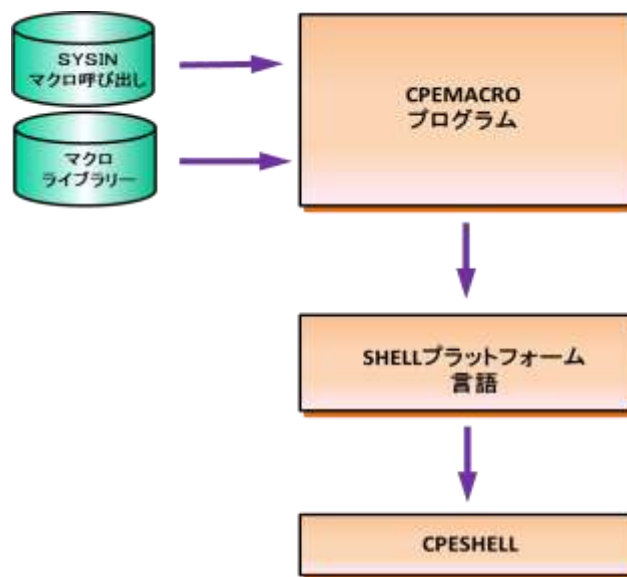 SYSIN
マクロ呼び出し
CPEMACRO
プログラム
マクロ
ライブラリー
SHELLプラットフォーム
言語
CPESHELL